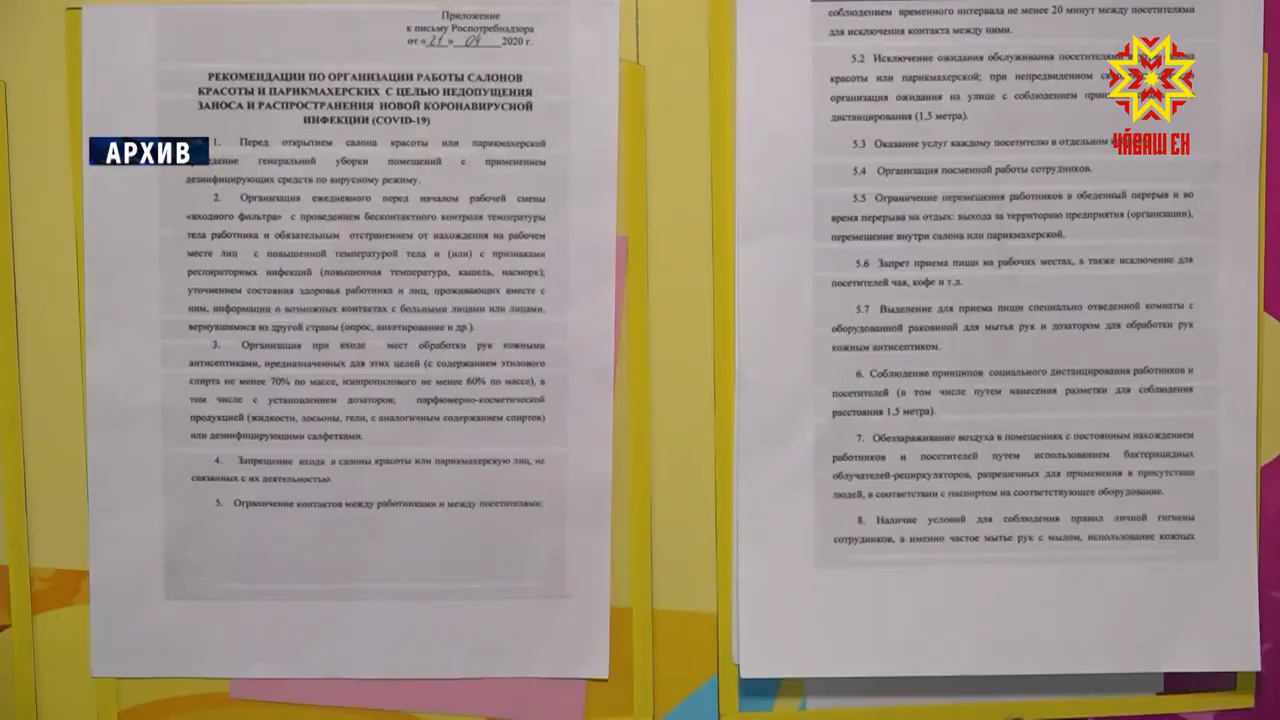 Приложение
к письму Роспотребнадзора
от «21» 04 2020 г.
РЕКОМЕНДАЦИИ ПО ОРГАНИЗАЦИИ РАБОТЫ САЛОНОВ
КРАСОТЫ И ПАРИКМАХЕРСКИХ С ЦЕЛЬЮ НЕДОПУЩЕНИЯ
ЗАНОСА И РАСПРОСТРАНЕНИЯ НОВОЙ КОРОНАВИРУСНОЙ
ИНФЕКЦИИ (COVID-19)
АРХИВ
1. Перед открытием салона красоты или парикмахерской
генеральной уборки помещений с применением
дезинфицирующих средств по вирусному режиму.
2. Организация ежедневного перед началом рабочей смены
«входного фильтра» с проведением бесконтактного контроля температуры
тела работника и обязательным отстранением от нахождения на рабочем
месте лиц с повышенной температурой тела и (или) с признаками
респираторных инфекций (повышенная температура, кашель, насморк);
уточнением состояния здоровья работника и лиц, проживающих вместе с
ним, информации о возможных контактах с больными лицами или лицами,
вернувшимися из другой страны (опрос, анкетирование и др.).
3. Организация при входе мест обработки рук кожными
антисептиками, предназначенных для этих целей (с содержанием этилового
спирта не менее 70% по массе, изопропилового не менее 60% по массе), в
том числе с установлением дозаторов; парфюмерно-косметической
продукцией (жидкости, лосьоны, гели, с аналогичным содержанием спиртов)
или дезинфицирующими салфетками.
4. Запрещение входа в салоны красоты или парикмахерскую лиц, не
связанных с их деятельностью.
5. Ограничение контактов между работниками и между посетителями:
соблюдением временного интервала не менее 20 минут между посетителями
для исключения контакта между ними.
5.2 Исключение ожидания обслуживания посетителями
красоты или парикмахерской; при непредвиденном
организация ожидания на улице с соблюдением
дистанцирования (1,5 метра).
5.3 Оказание услуг каждому посетителю в отдельном
5.4 Организация посменной работы сотрудников.
5.5 Ограничение перемещения работников в обеденный перерыв и во
время перерыва на отдых: выхода за территорию предприятия (организации),
перемещение внутри салона или парикмахерской.
5.6 Запрет приема пищи на рабочих местах, а также исключение для
посетителей чая, кофе и т.д.
5.7 Выделение для приема пищи специально отведенной комнаты с
оборудованной раковиной для мытья рук и дозатором для обработки рук
кожным антисептиком.
6. Соблюдение принципов социального дистанцирования работников и
посетителей (в том числе путем нанесения разметки для соблюдения
расстояния 1,5 метра).
7. Обеззараживание воздуха в помещениях с постоянным нахождением
работников и посетителей путем использованием бактерицидных
облучателей-рециркуляторов, разрешенных для применения в присутствии
людей, в соответствии с паспортом на соответствующее оборудование.
8. Наличие условий для соблюдения правил личной гигиены
сотрудников, а именно частое мытье рук с мылом, использование кожных
ЧӐВАШ ЕН